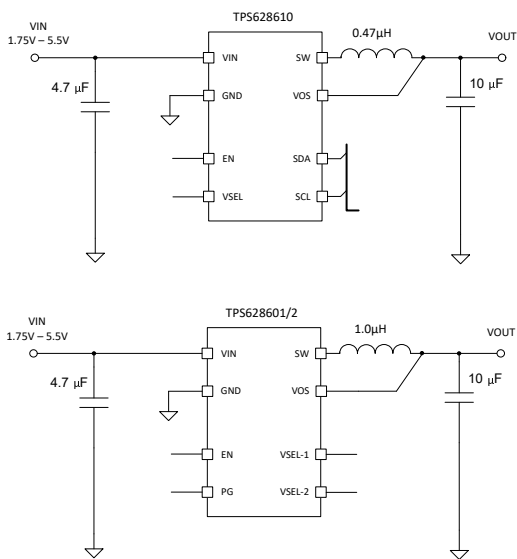 TPS628610
VIN
1.75V – 5.5V
0.47µH
VOUT
VIN
SW
4.7 µF
10 µF
GND
VOS
EN
SDA
VSEL
SCL
TPS628601/2
VIN
1.75V – 5.5V
1.0µH
VOUT
VIN
SW
4.7 µF
10 µF
GND
VOS
EN
VSEL-1
PG
VSEL-2